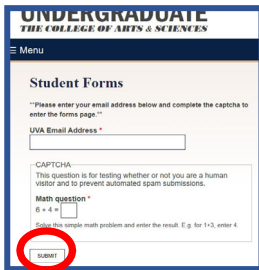 UNDERGRADUATE
THE COLLEGE OF ARTS & SCIENCES
≡ Menu
Student Forms
**Please enter your email address below and complete the captcha to
enter the forms page.**
UVA Email Address *
CAPTCHA
This question is for testing whether or not you are a human
visitor and to prevent automated spam submissions.
Math question *
6 + 4 =
Solve this simple math problem and enter the result. E.g. for 1+3, enter 4.
SUBMIT